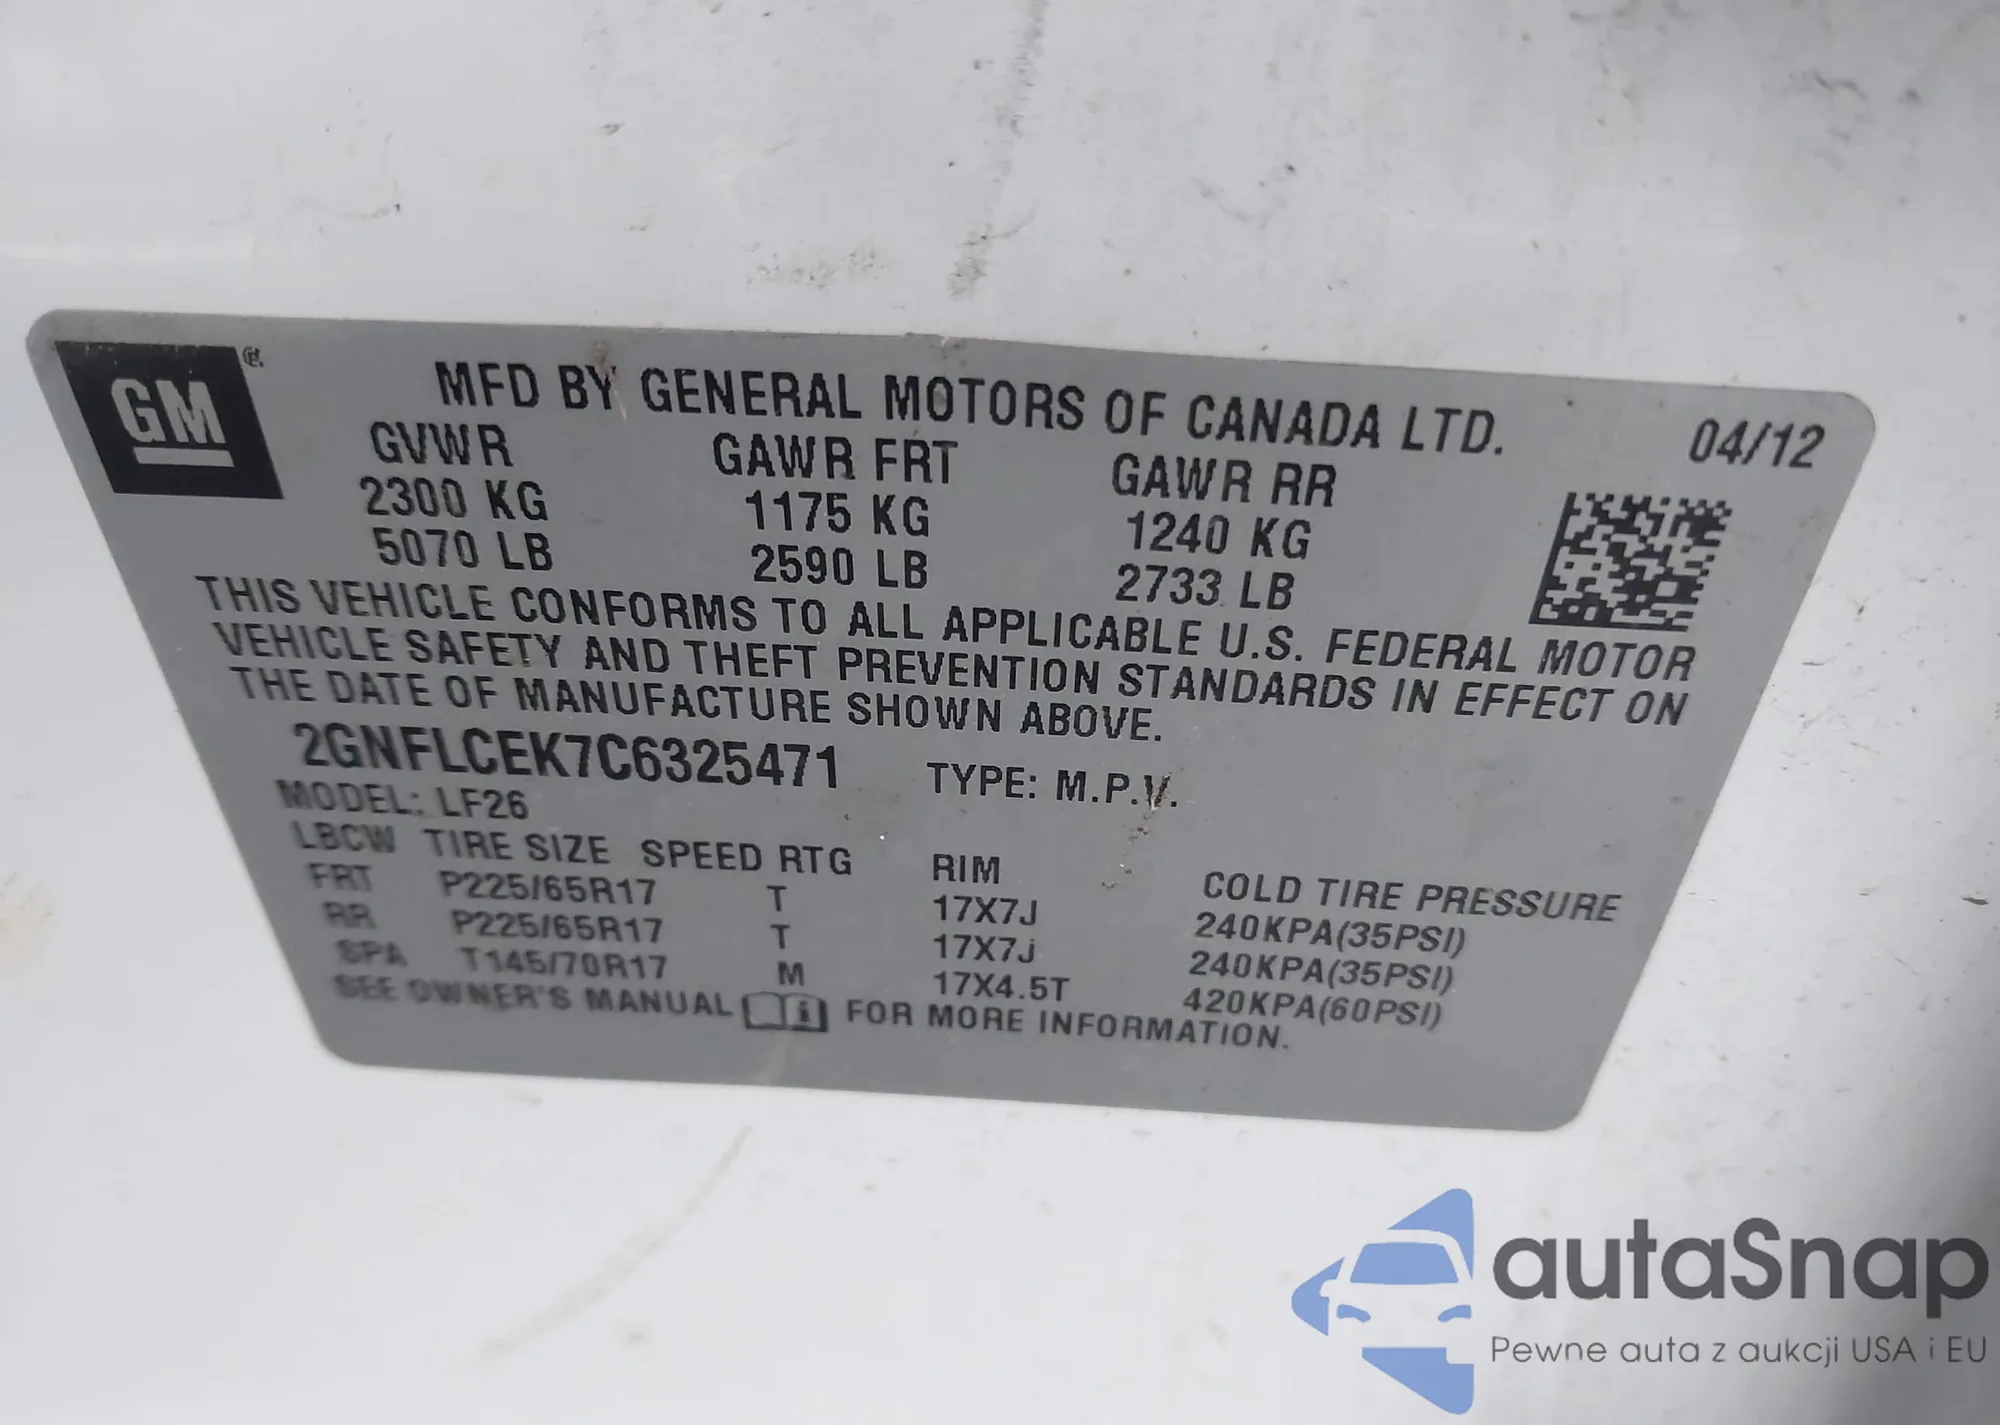 GM®
MFD BY GENERAL MOTORS OF CANADA LTD.
04/12
GVWR GAWR FRT GAWR RR
2300 KG 1175 KG 1240 KG
5070 LB 2590 LB 2733 LB
THIS VEHICLE CONFORMS TO ALL APPLICABLE U.S. FEDERAL MOTOR
VEHICLE SAFETY AND THEFT PREVENTION STANDARDS IN EFFECT ON
THE DATE OF MANUFACTURE SHOWN ABOVE.
2GNFLCEK7C6325471 TYPE: M.P.V.
MODEL: LF26
LBCW TIRE SIZE SPEED RTG RIM COLD TIRE PRESSURE
FRT P225/65R17 T 17X7J 240KPA(35PSI)
RR P225/65R17 T 17X7J 240KPA(35PSI)
SPA T145/70R17 M 17X4.5T 420KPA(60PSI)
SEE OWNER'S MANUAL i FOR MORE INFORMATION.
autaSnap
Pewne auta z aukcji USA i EU